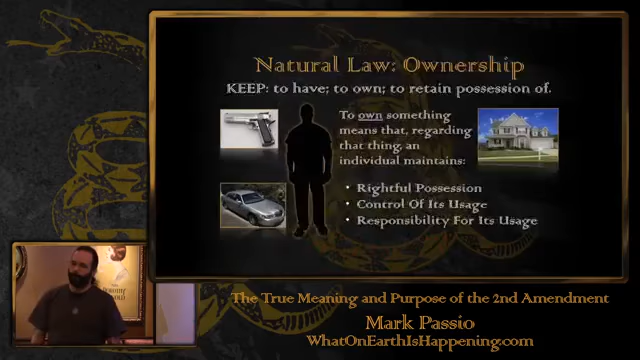 Natural Law: Ownership
KEEP: to have; to own; to retain possession of.
To own something
means that, regarding
that thing, an
individual maintains:
• Rightful Possession
• Control Of Its Usage
• Responsibility For Its Usage
The True Meaning and Purpose of the 2nd Amendment
Mark Passio
WhatOnEarthIsHappening.com